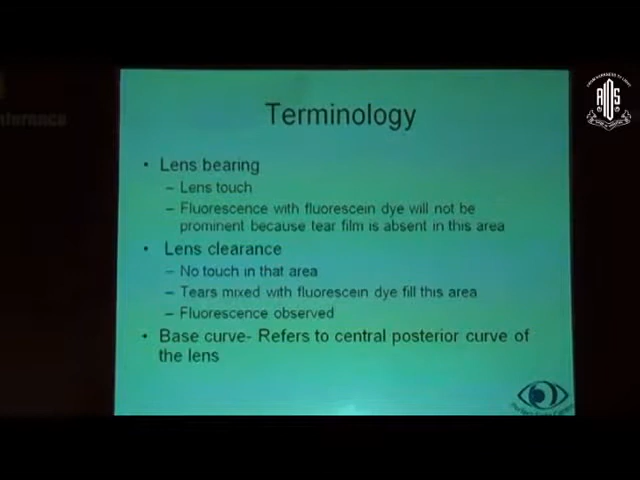 Terminology
• Lens bearing
– Lens touch
– Fluorescence with fluorescein dye will not be
prominent because tear film is absent in this area
• Lens clearance
– No touch in that area
– Tears mixed with fluorescein dye fill this area
– Fluorescence observed
• Base curve- Refers to central posterior curve of
the lens
AIOS